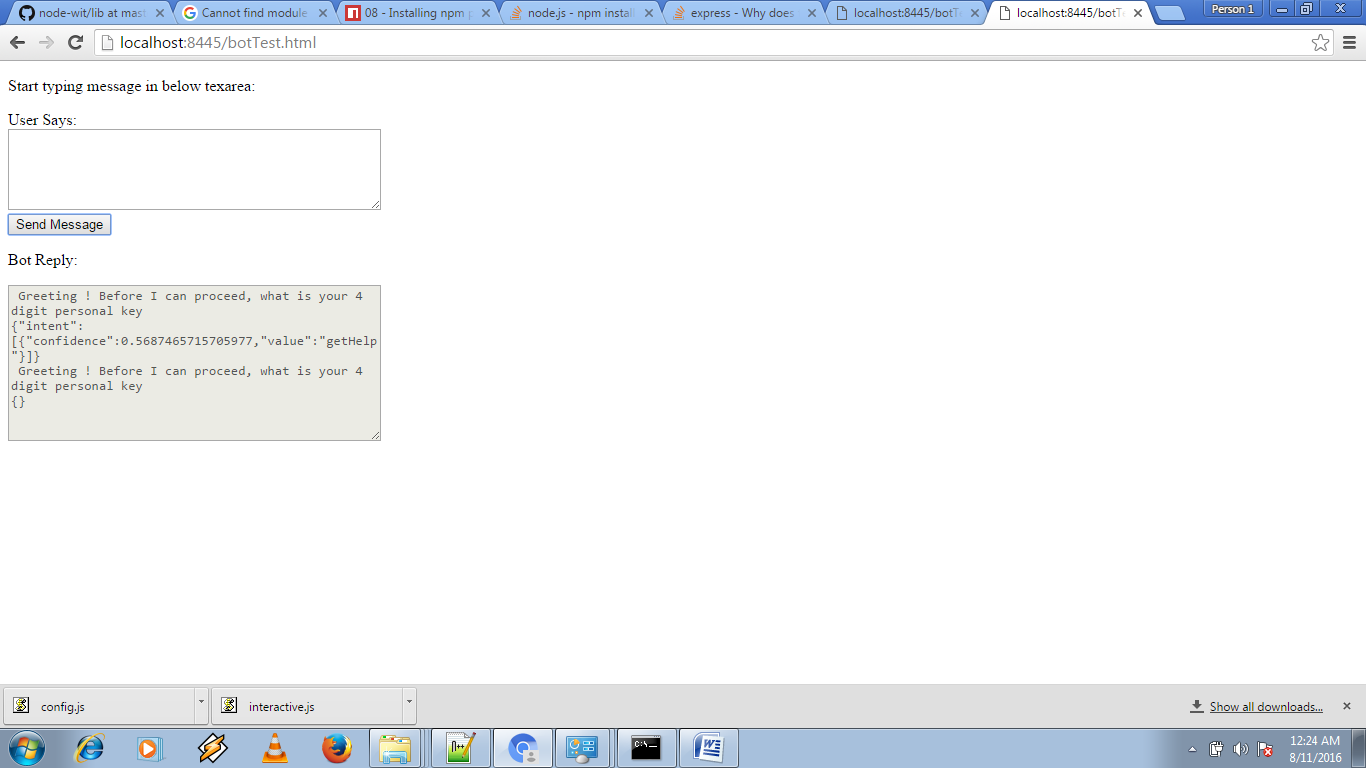 node-wit/lib at mast
Cannot find module
08 - Installing npm p
node.js - npm instal
express - Why does
localhost:8445/botT
localhost:8445/botTe
Person 1
localhost:8445/botTest.html
Start typing message in below texarea:
User Says:
Send Message
Bot Reply:
Greeting ! Before I can proceed, what is your 4
digit personal key
{"intent":
[{"confidence":0.5687465715705977,"value":"getHelp
"}]}
Greeting ! Before I can proceed, what is your 4
digit personal key
{}
config.js
interactive.js
Show all downloads...
12:24 AM
8/11/2016